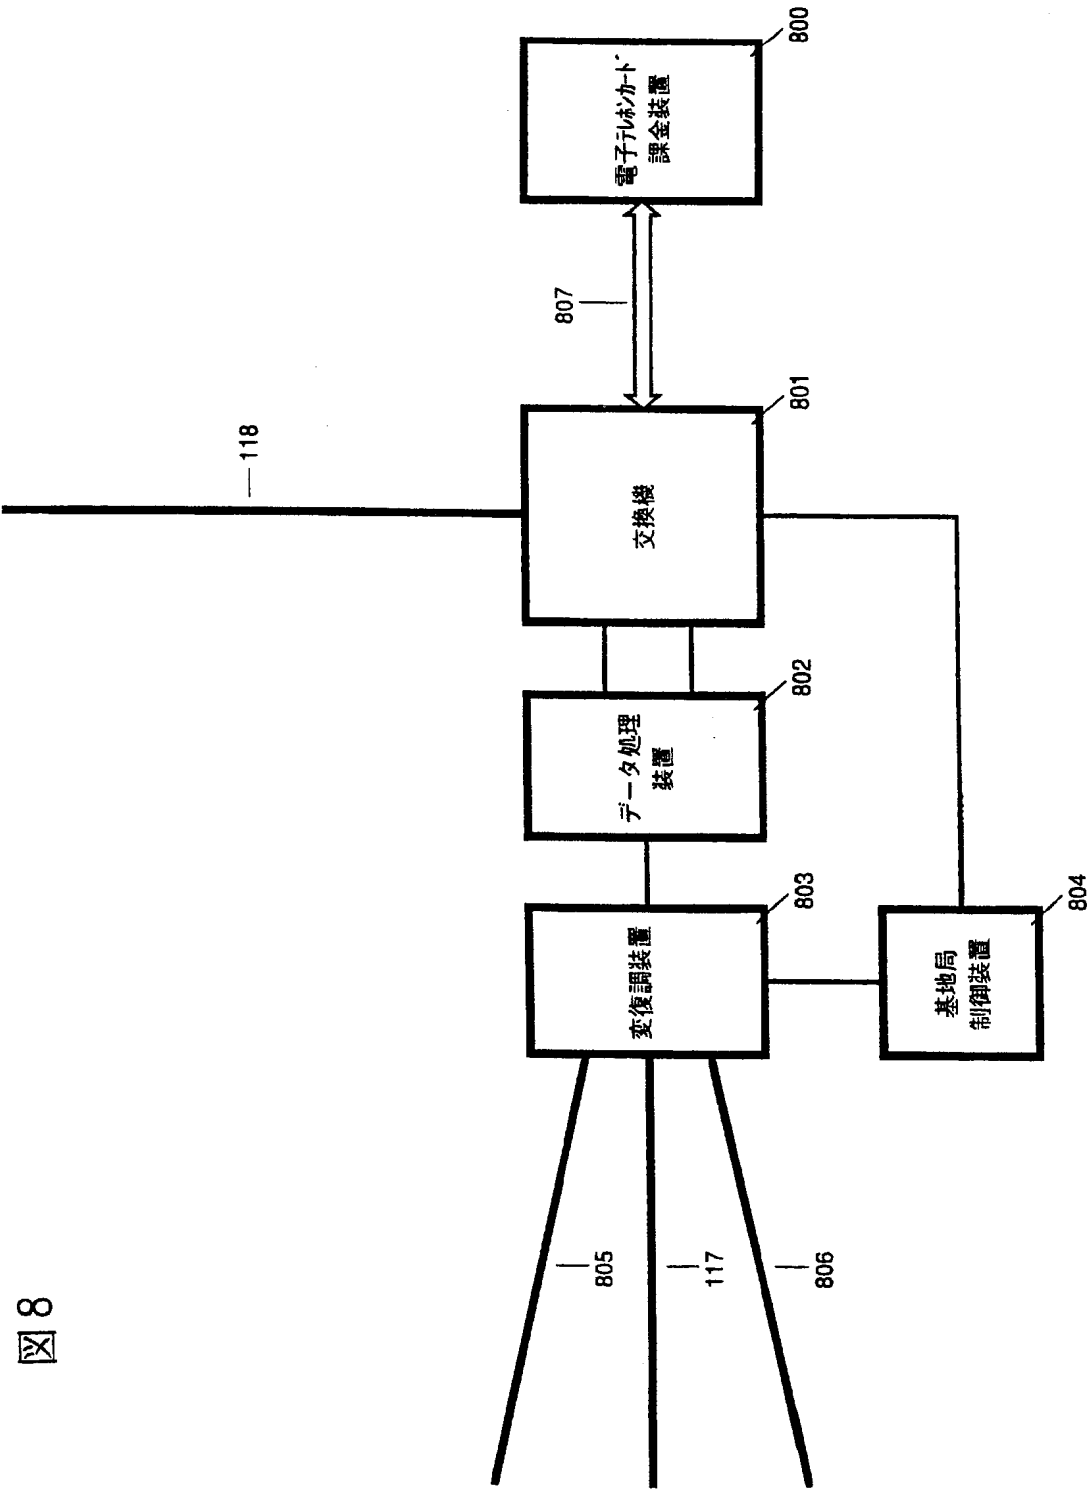 図8
118
807
電子テレホンカード
課金装置
800
交換機
801
データ処理
装置
802
変復調装置
803
基地局
制御装置
804
805
117
806